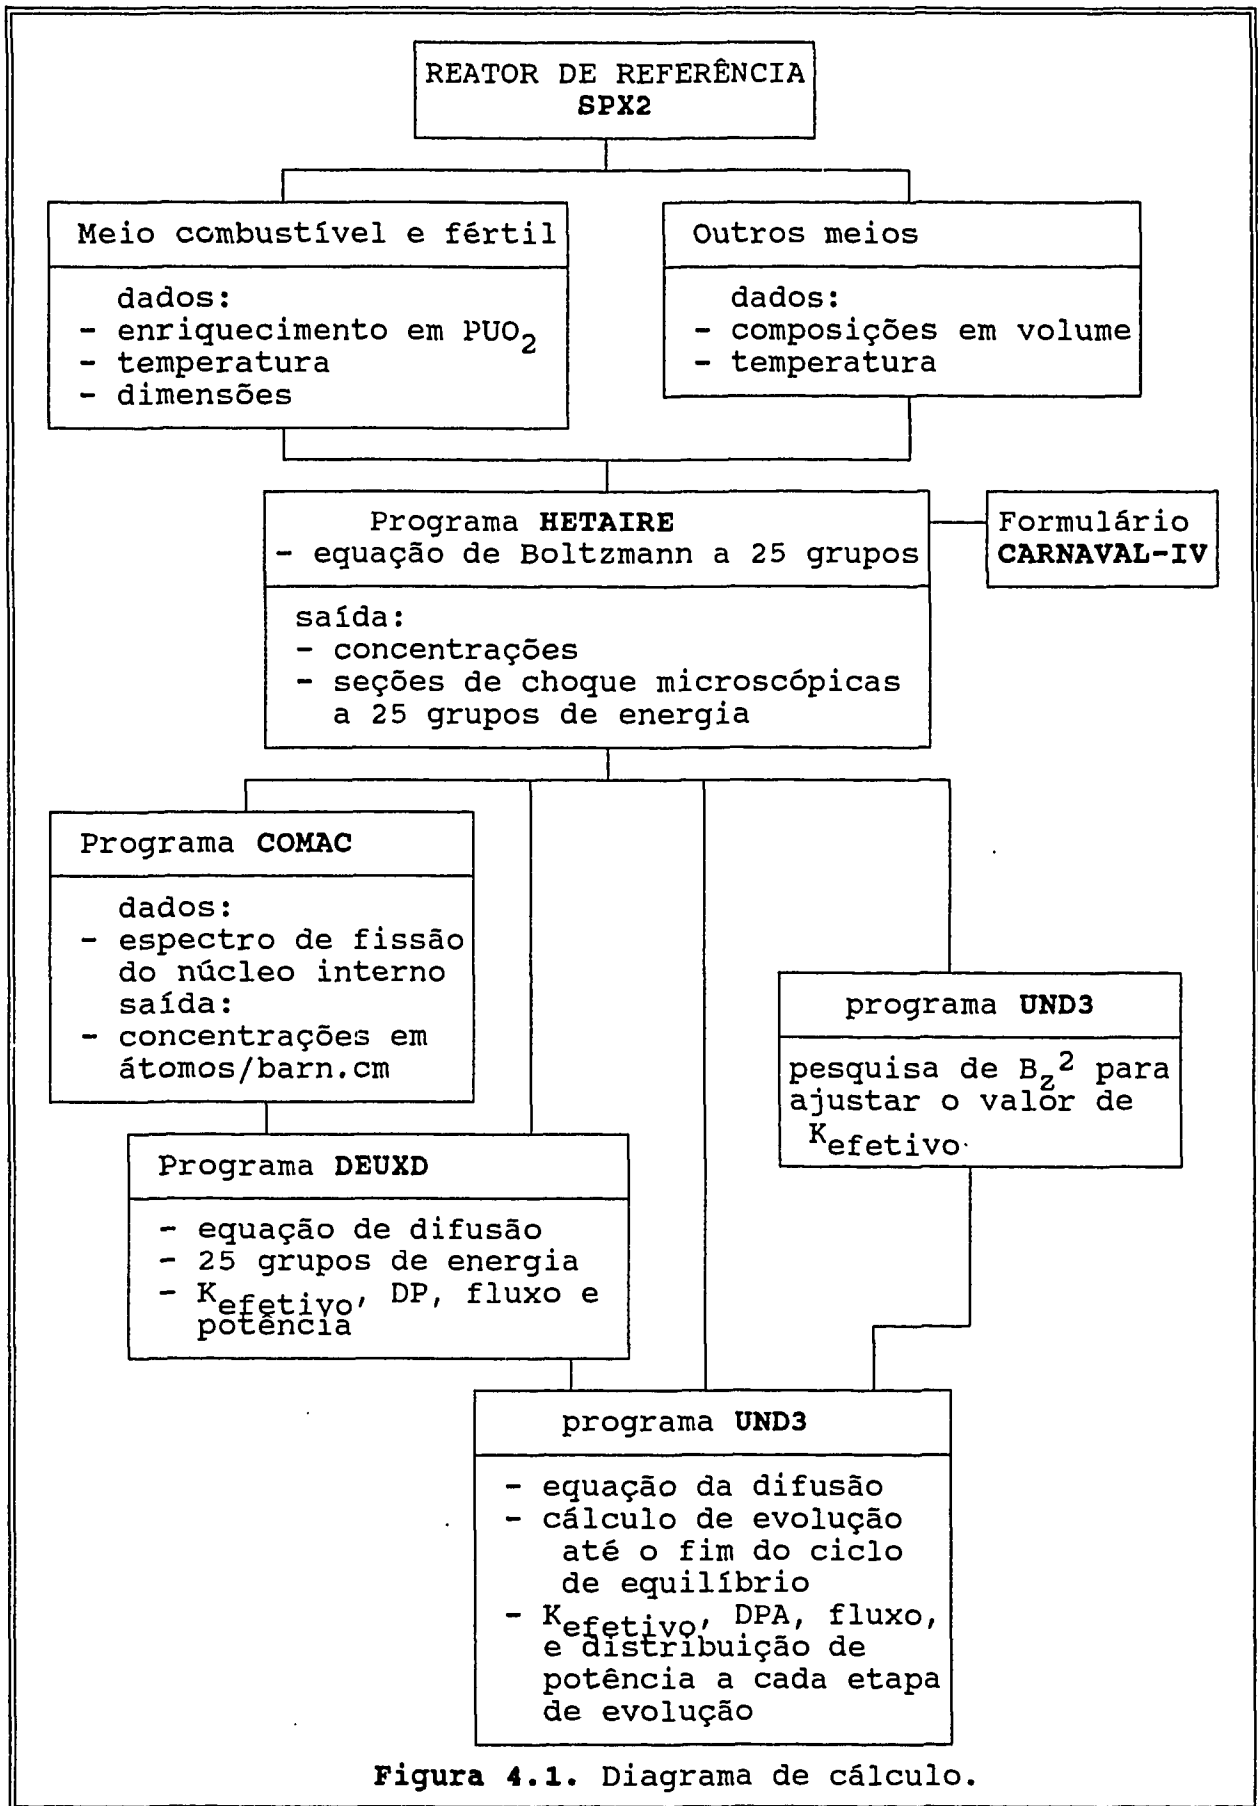 REATOR DE REFERÊNCIA
SPX2
Meio combustível e fértil
dados:
- enriquecimento em PUO2
- temperatura
- dimensões
Outros meios
dados:
- composições em volume
- temperatura
Programa HETAIRE
- equação de Boltzmann a 25 grupos
saída:
- concentrações
- seções de choque microscópicas
a 25 grupos de energia
Formulário
CARNAVAL-IV
Programa COMAC
dados:
- espectro de fissão
do núcleo interno
saída:
- concentrações em
átomos/barn.cm
programa UND3
pesquisa de Bz2 para
ajustar o valor de
Kefetivo.
Programa DEUXD
- equação de difusão
- 25 grupos de energia
- Kefetivo, DP, fluxo e
potência
programa UND3
- equação da difusão
- cálculo de evolução
até o fim do ciclo
de equilíbrio
- Kefetivo, DPA, fluxo,
e distribuição de
potência a cada etapa
de evolução
Figura 4.1. Diagrama de cálculo.